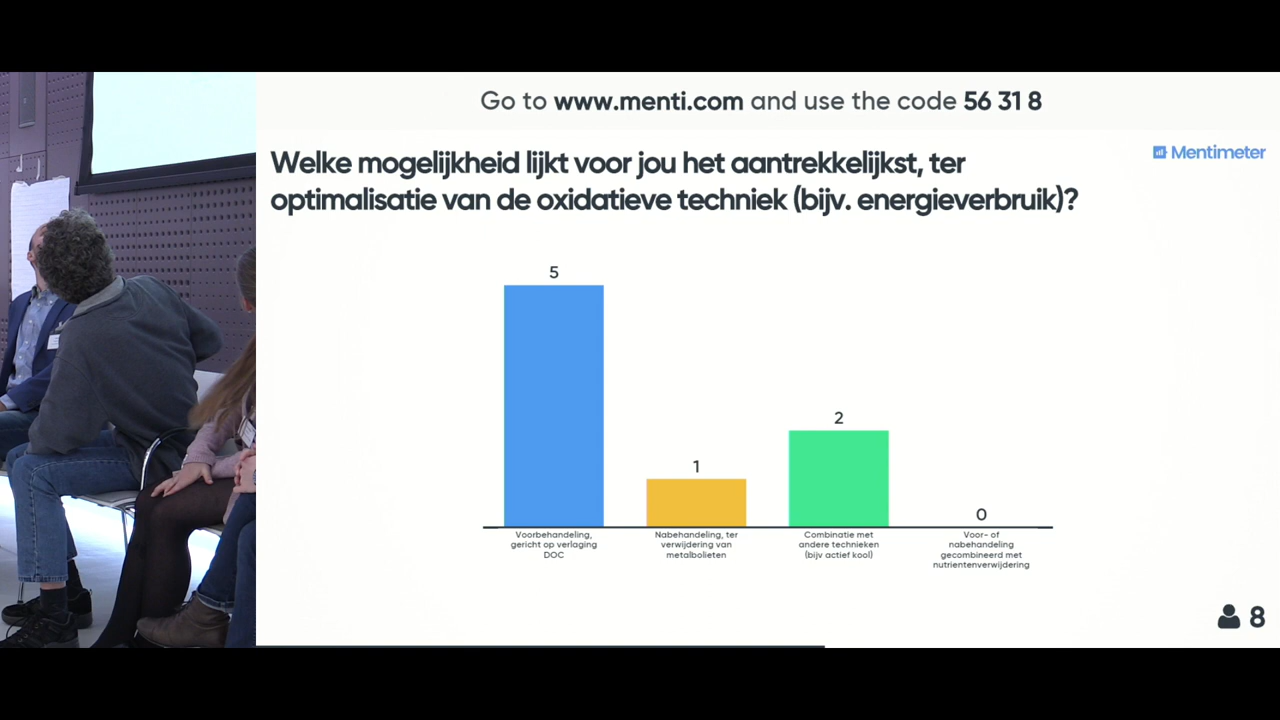 Go to www.menti.com and use the code 56 31 8
Mentimeter
Welke mogelijkheid lijkt voor jou het aantrekkelijkst, ter
optimalisatie van de oxidatieve techniek (bijv. energieverbruik)?
5
1
2
0
Voorbehandeling,
gericht op verlaging
DOC
Nabehandeling, ter
verwijdering van
metalbolieten
Combinatie met
andere technieken
(bijv actief kool)
Voor- of
nabehandeling
gecombineerd met
nutrientenverwijdering
8